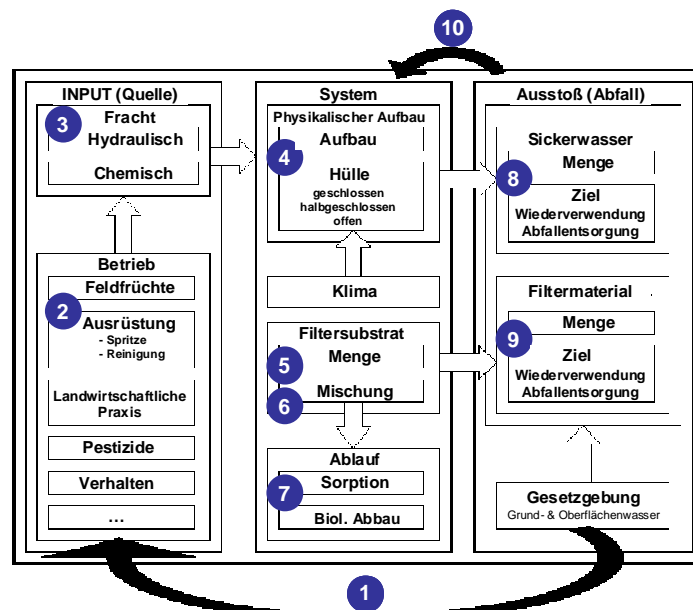 10
INPUT (Quelle)
3
Fracht
Hydraulisch
Chemisch
Betrieb
Feldfrüchte
2
Ausrüstung
- Spritze
- Reinigung
Landwirtschaftliche
Praxis
Pestizide
Verhalten
...
System
Physikalischer Aufbau
Aufbau
4
Hülle
geschlossen
halbgeschlossen
offen
Klima
Filtersubstrat
5
Menge
6
Mischung
Ablauf
7
Sorption
Biol. Abbau
Ausstoß (Abfall)
Sickerwasser
Menge
8
Ziel
Wiederverwendung
Abfallentsorgung
Filtermaterial
Menge
9
Ziel
Wiederverwendung
Abfallentsorgung
Gesetzgebung
Grund- & Oberflächenwasser
1